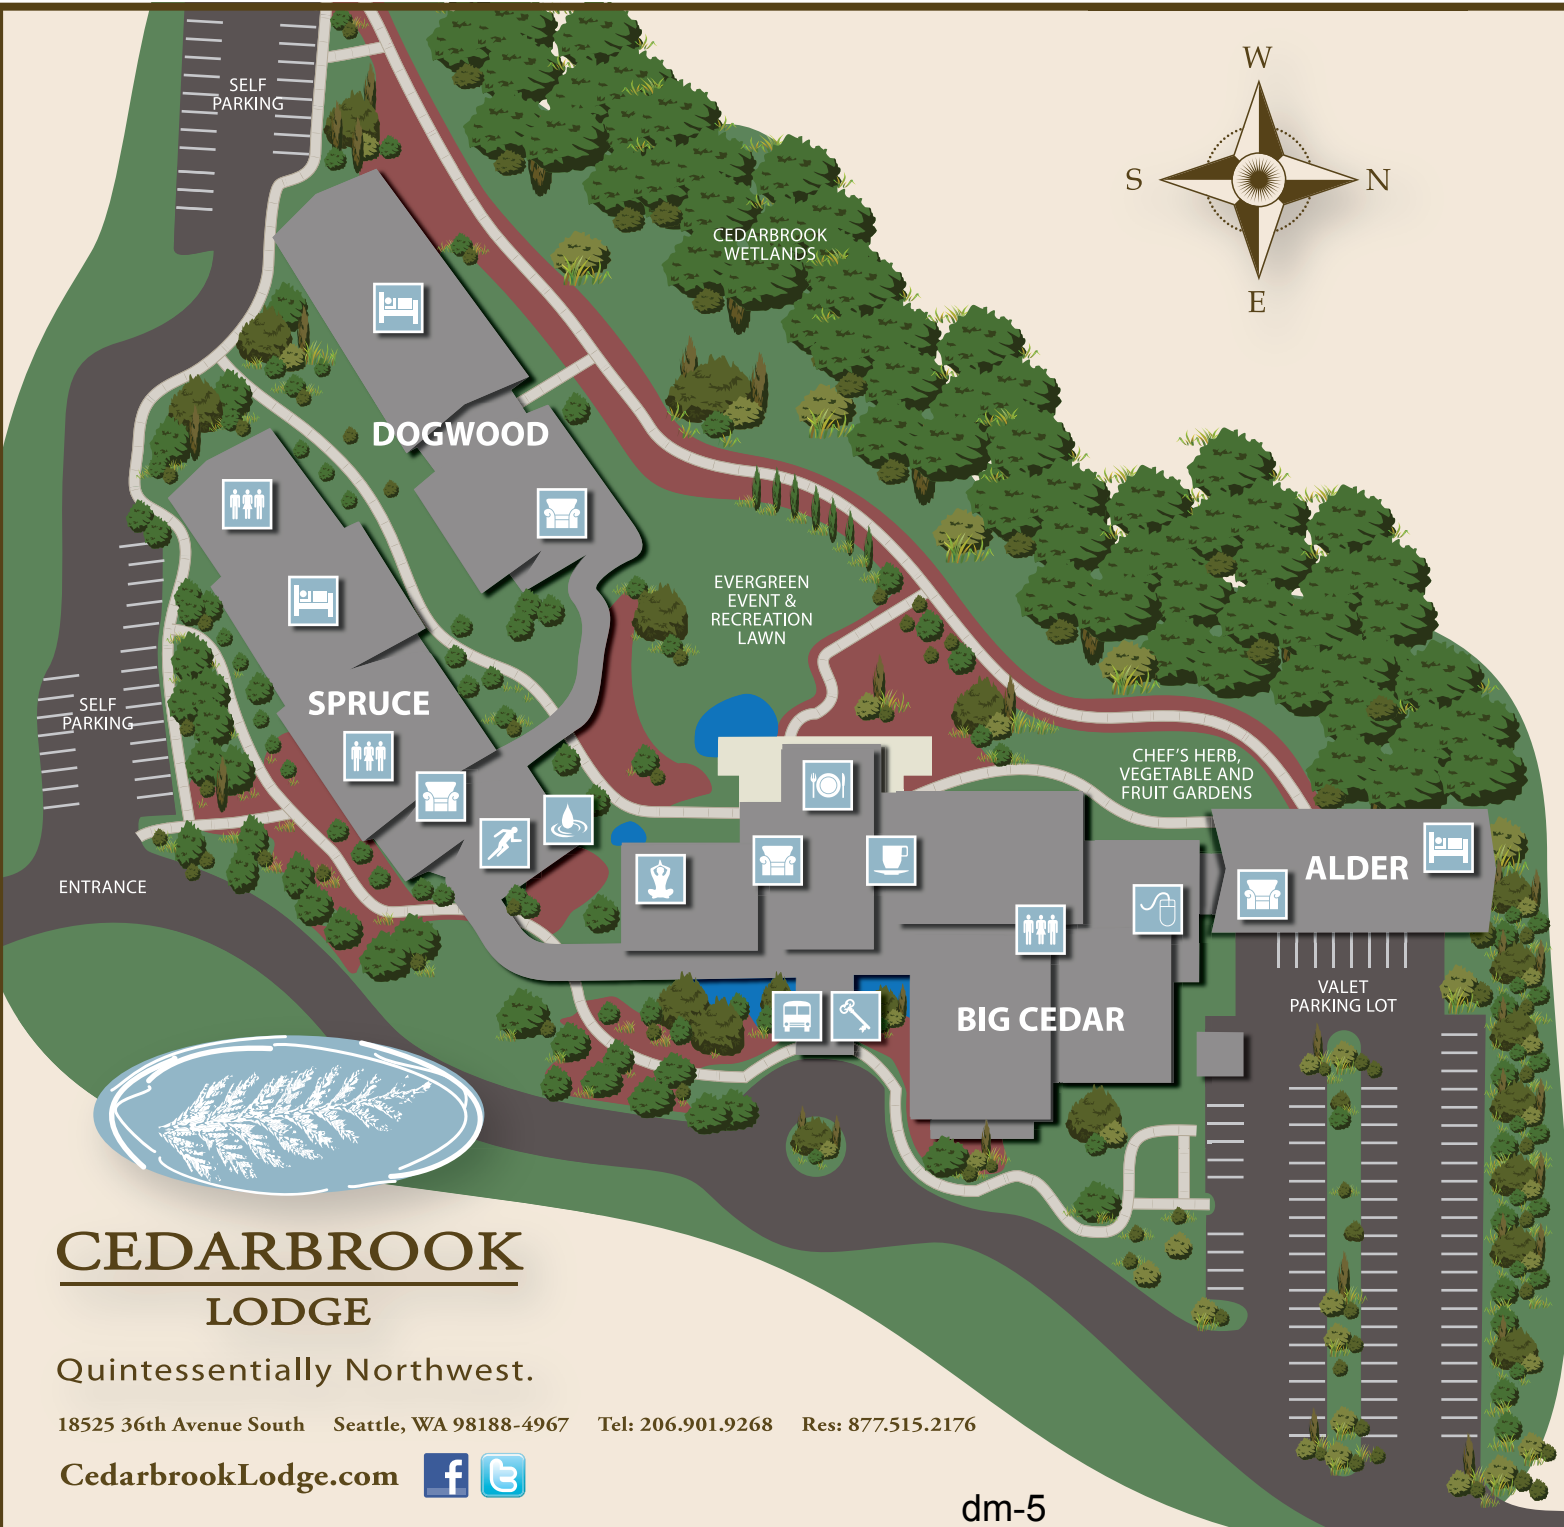 W
S
N
E
SELF
PARKING
CEDARBROOK
WETLANDS
DOGWOOD
EVERGREEN
EVENT &
RECREATION
LAWN
SPRUCE
SELF
PARKING
CHEF'S HERB,
VEGETABLE AND
FRUIT GARDENS
ALDER
ENTRANCE
VALET
PARKING LOT
BIG CEDAR
CEDARBROOK
LODGE
Quintessentially Northwest.
18525 36th Avenue South Seattle, WA 98188-4967 Tel: 206.901.9268 Res: 877.515.2176
CedarbrookLodge.com
dm-5